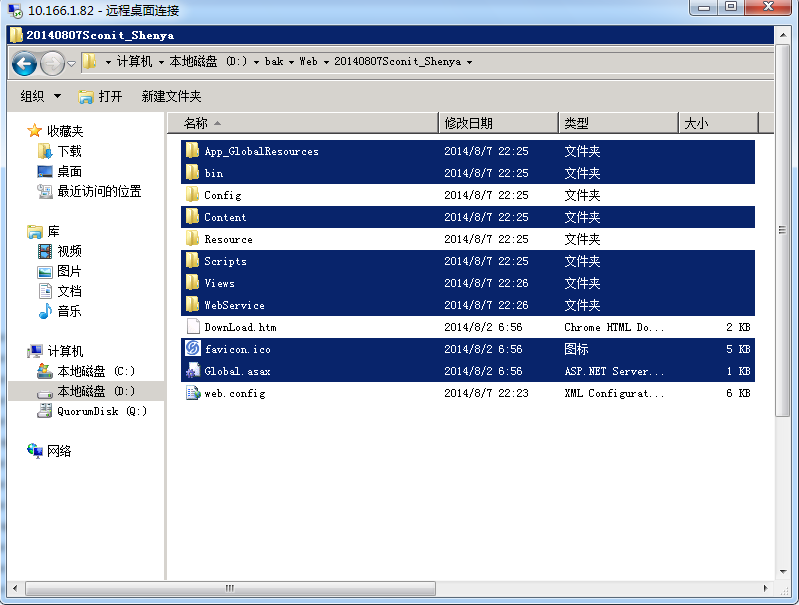 10.166.1.82 - 远程桌面连接
20140807Sconit_Shenya
计算机 本地磁盘 (D:) bak Web 20140807Sconit_Shenya
组织 打开 新建文件夹
名称 修改日期 类型 大小
收藏夹
下载
桌面
最近访问的位置
库
视频
图片
文档
音乐
计算机
本地磁盘 (C:)
本地磁盘 (D:)
QuorumDisk (Q:)
网络
App_GlobalResources 2014/8/7 22:25 文件夹
bin 2014/8/7 22:25 文件夹
Config 2014/8/7 22:25 文件夹
Content 2014/8/7 22:25 文件夹
Resource 2014/8/7 22:25 文件夹
Scripts 2014/8/7 22:25 文件夹
Views 2014/8/7 22:26 文件夹
WebService 2014/8/7 22:26 文件夹
DownLoad.htm 2014/8/2 6:56 Chrome HTML Do... 2 KB
favicon.ico 2014/8/2 6:56 图标 5 KB
Global.asax 2014/8/2 6:56 ASP.NET Server... 1 KB
web.config 2014/8/7 22:23 XML Configurat... 6 KB